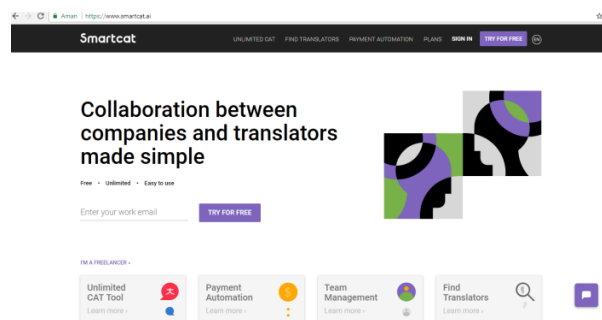 Aman | https://www.smartcat.ai
Smartcat
UNLIMITED CAT FIND TRANSLATORS PAYMENT AUTOMATION PLANS SIGN IN TRY FOR FREE EN
Collaboration between
companies and translators
made simple
Free • Unlimited • Easy to use
Enter your work email TRY FOR FREE
I'M A FREELANCER ›
Unlimited
CAT Tool
Learn more ›
Payment
Automation
Learn more ›
Team
Management
Learn more ›
Find
Translators
Learn more ›